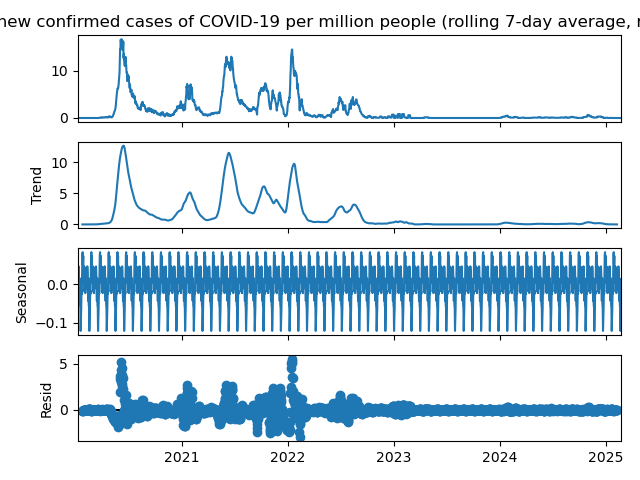 new confirmed cases of COVID-19 per million people (rolling 7-day average,
10
0
10
5
0
Trend
0.0
−0.1
Seasonal
5
0
Resid
2021 2022 2023 2024 2025